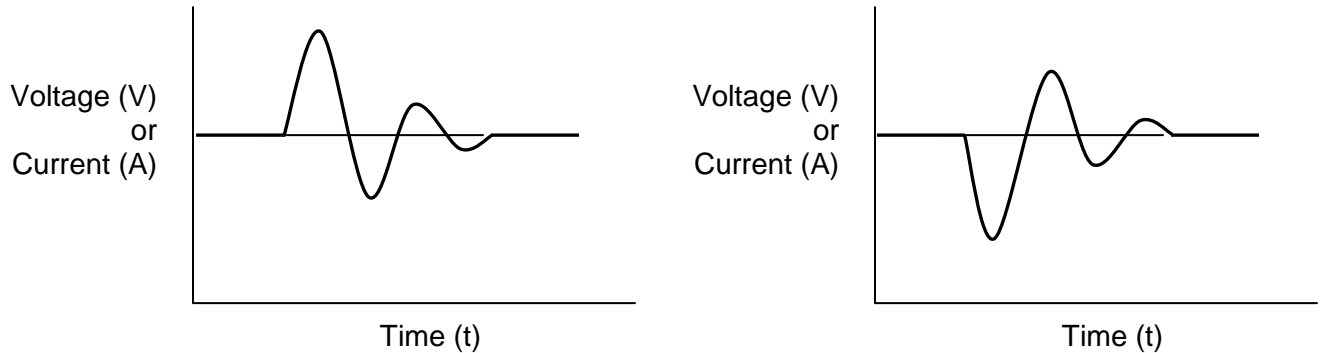 Voltage (V)
or
Current (A)
Time (t)
Voltage (V)
or
Current (A)
Time (t)